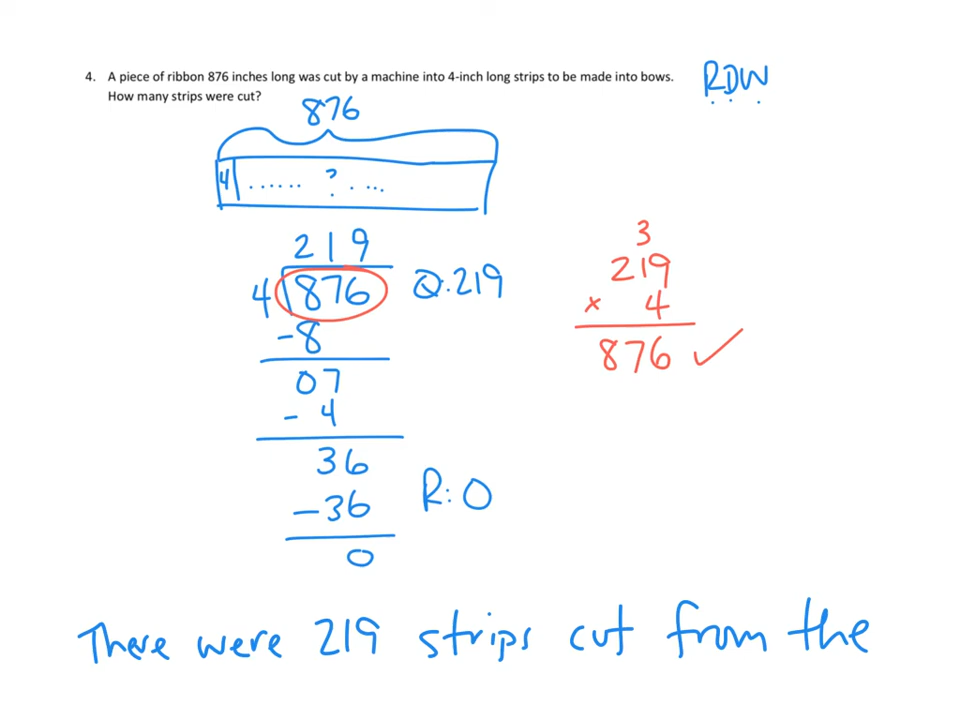 4. A piece of ribbon 876 inches long was cut by a machine into 4-inch long strips to be made into bows.
How many strips were cut?
RDW
876
4 ...... ? . ...
219
4 876 Q:219
-8
07
- 4
36
-36
0
R:0
3
219
x 4
876 ✓
There were 219 strips cut from the